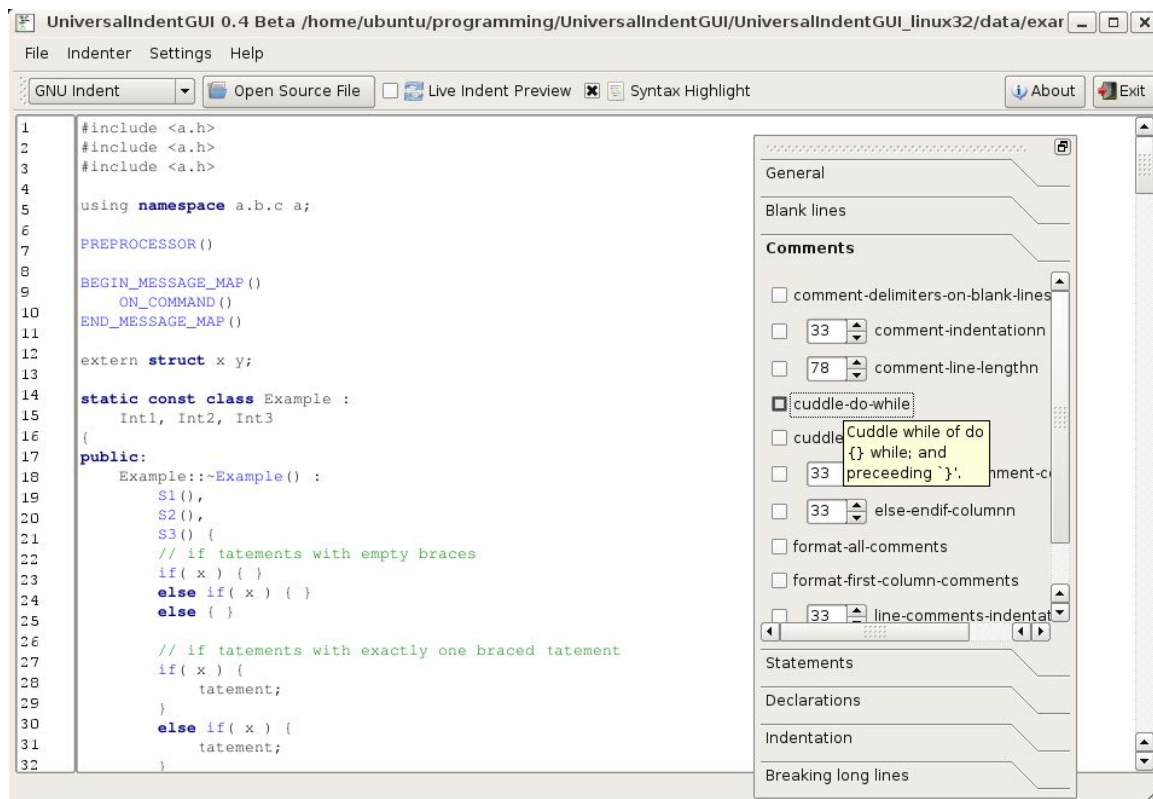 UniversalIndentGUI 0.4 Beta /home/ubuntu/programming/UniversalIndentGUI/UniversalIndentGUI_linux32/data/exar
File Indenter Settings Help
GNU Indent Open Source File Live Indent Preview Syntax Highlight About Exit
1 #include <a.h>
2 #include <a.h>
3 #include <a.h>
4
5 using namespace a.b.c a;
6
7 PREPROCESSOR()
8
9 BEGIN_MESSAGE_MAP()
10 ON_COMMAND()
11 END_MESSAGE_MAP()
12
13 extern struct x y;
14
15 static const class Example :
16 Int1, Int2, Int3
17 {
18 public:
19 Example::~Example() :
20 S1(),
21 S2(),
22 S3() {
23 // if tatements with empty braces
24 if( x ) { }
25 else if( x ) { }
26 else { }
27
28 // if tatements with exactly one braced tatement
29 if( x ) {
30 tatement;
31 }
32 else if( x ) {
tatement;
}
General
Blank lines
Comments
comment-delimiters-on-blank-lines
33 comment-indentationn
78 comment-line-lengthn
cuddle-do-while
cuddle
Cuddle while of do
{} while; and
preceeding `}'.
33 nment-c
33 else-endif-columnn
format-all-comments
format-first-column-comments
33 line-comments-indentat
Statements
Declarations
Indentation
Breaking long lines